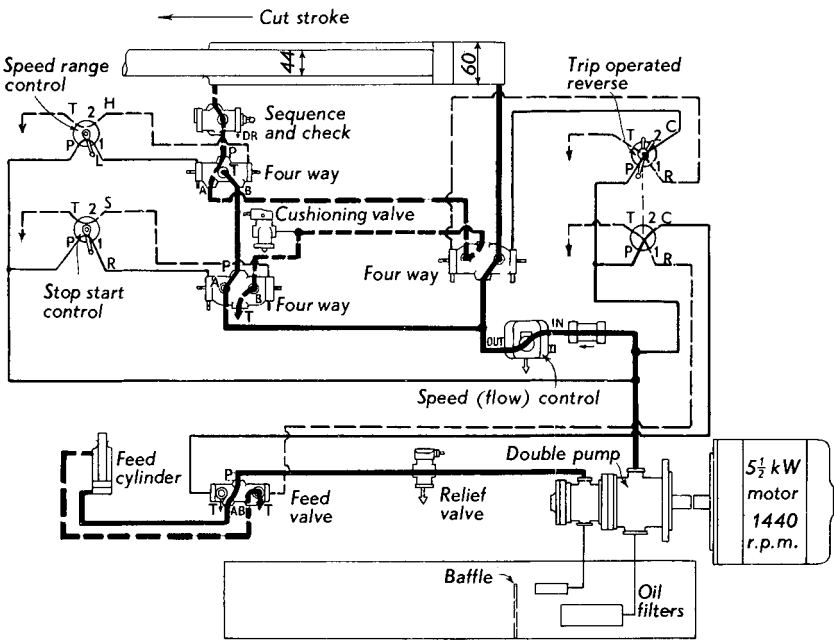 Cut stroke
44
60
Speed range
control
T
2
H
P
1
L
Sequence
and check
DR
P
T
A
B
Four way
Trip operated
reverse
T
2
C
P
1
R
Cushioning valve
T
2
S
P
1
R
Stop start
control
P
A
B
T
Four way
Four way
T
2
C
P
1
R
OUT
IN
Speed (flow) control
Feed
cylinder
P
T
AB
T
Feed
valve
Relief
valve
Double pump
5½ kW
motor
1440
r.p.m.
Baffle
Oil
filters